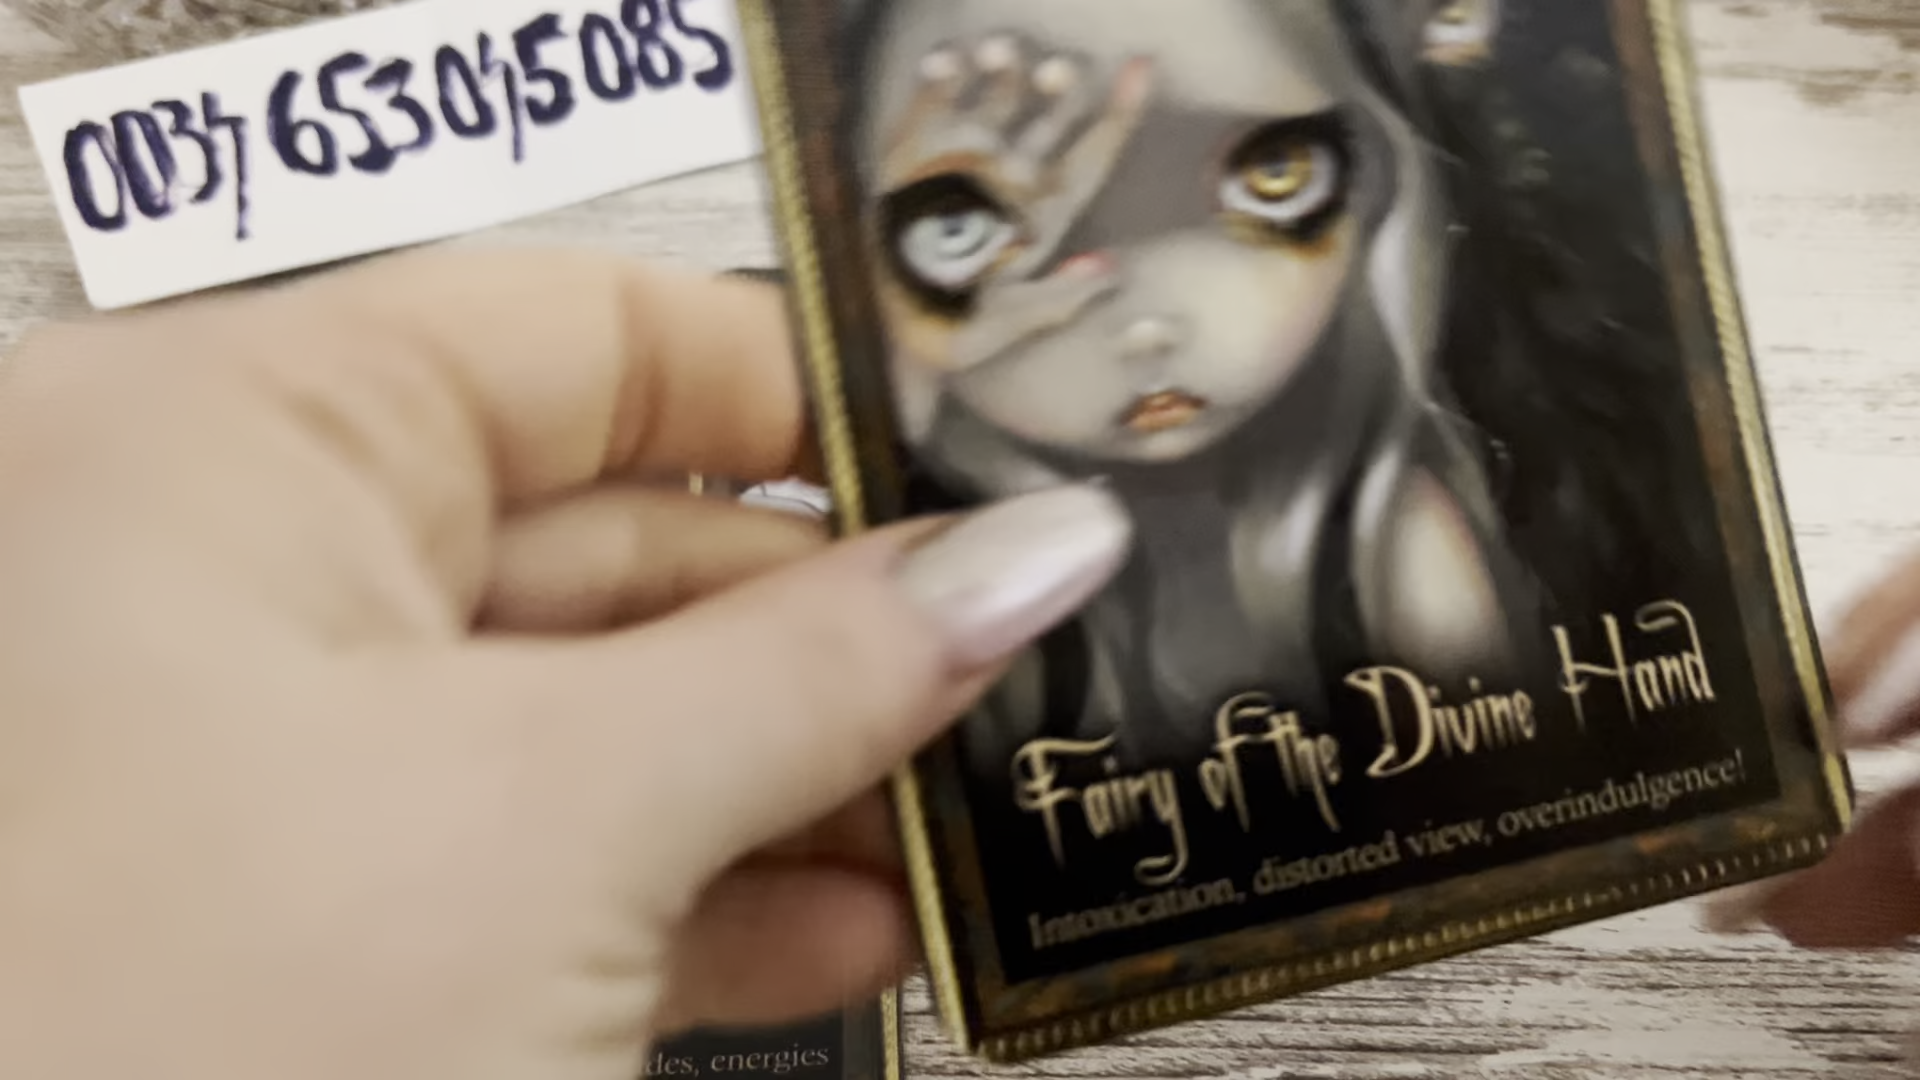 0034 653045085
Fairy of the Divine Hand
Intoxication, distorted view, overindulgence!
des, energies